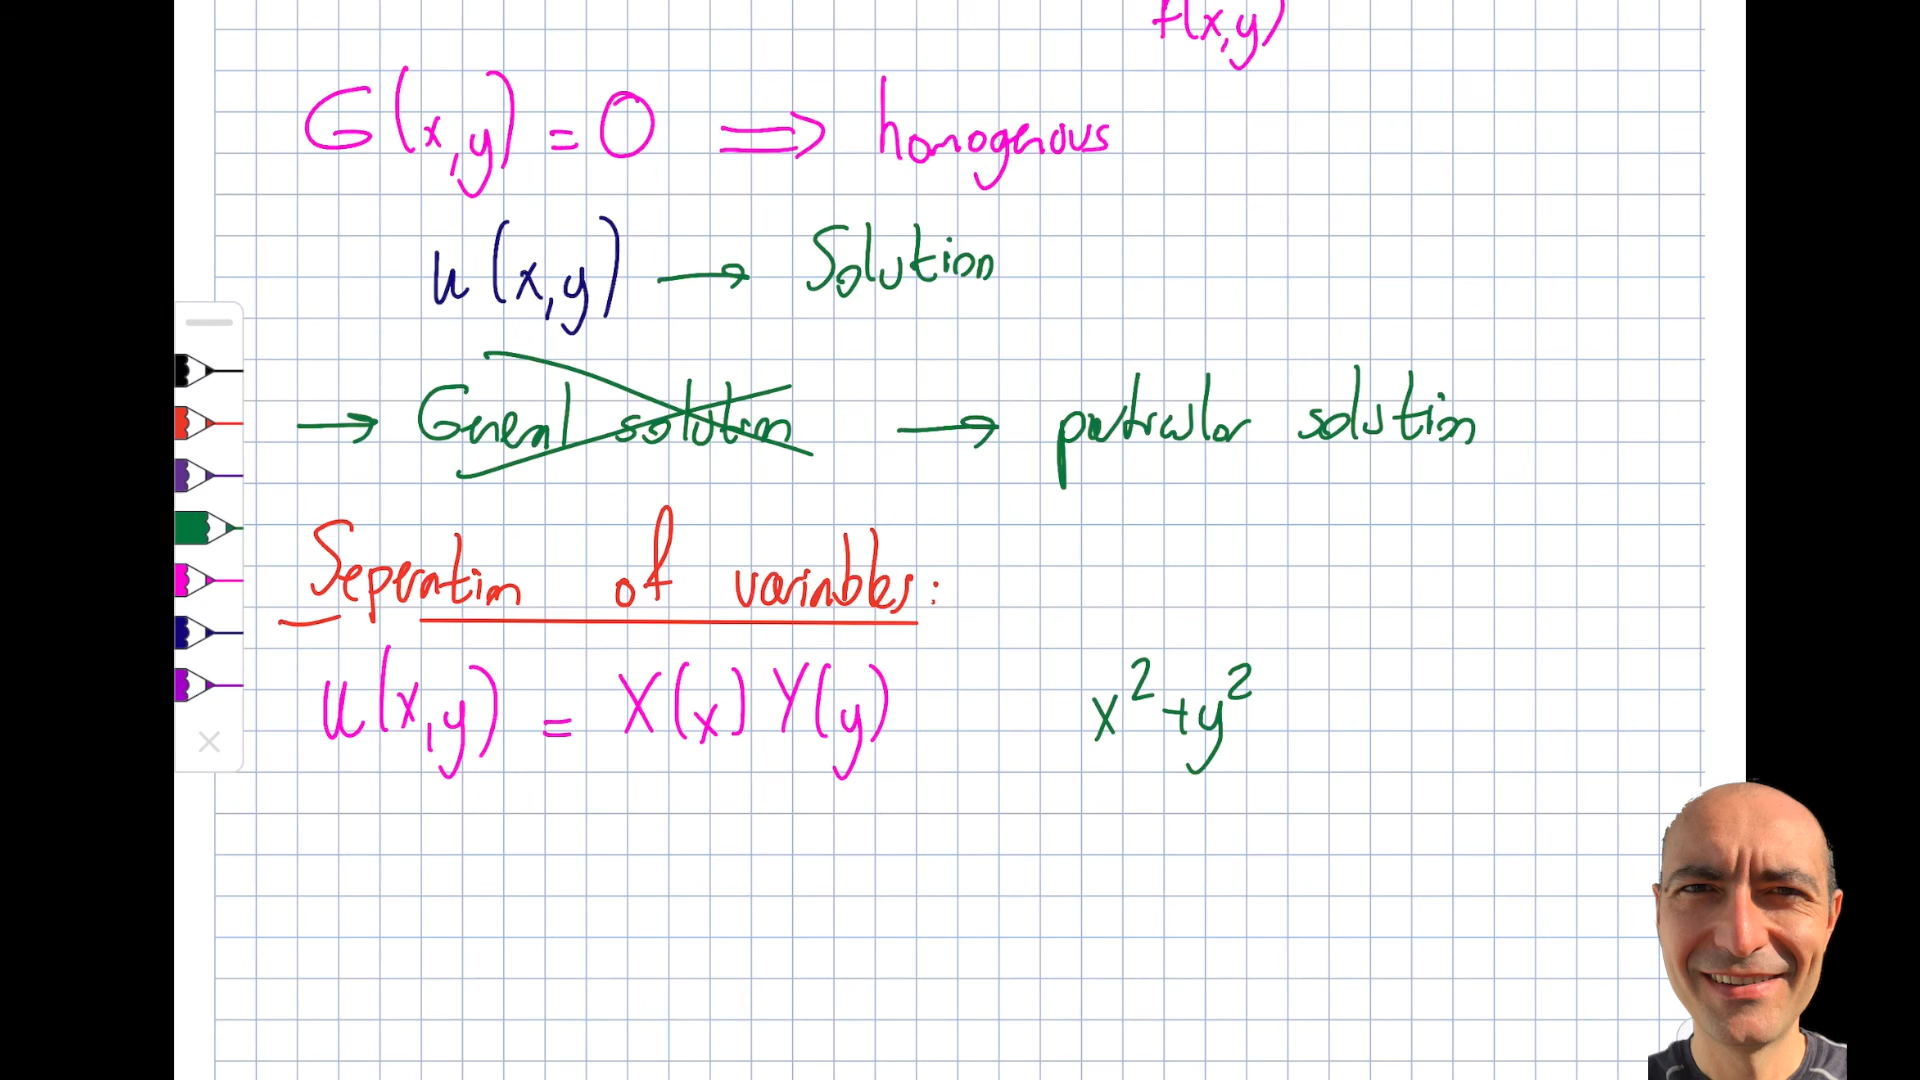 f(x,y)
G(x,y) = 0 ⟹ homogenous
u(x,y) → Solution
→ General solution → particular solution
Seperation of variables:
u(x,y) = X(x) Y(y) x² + y²